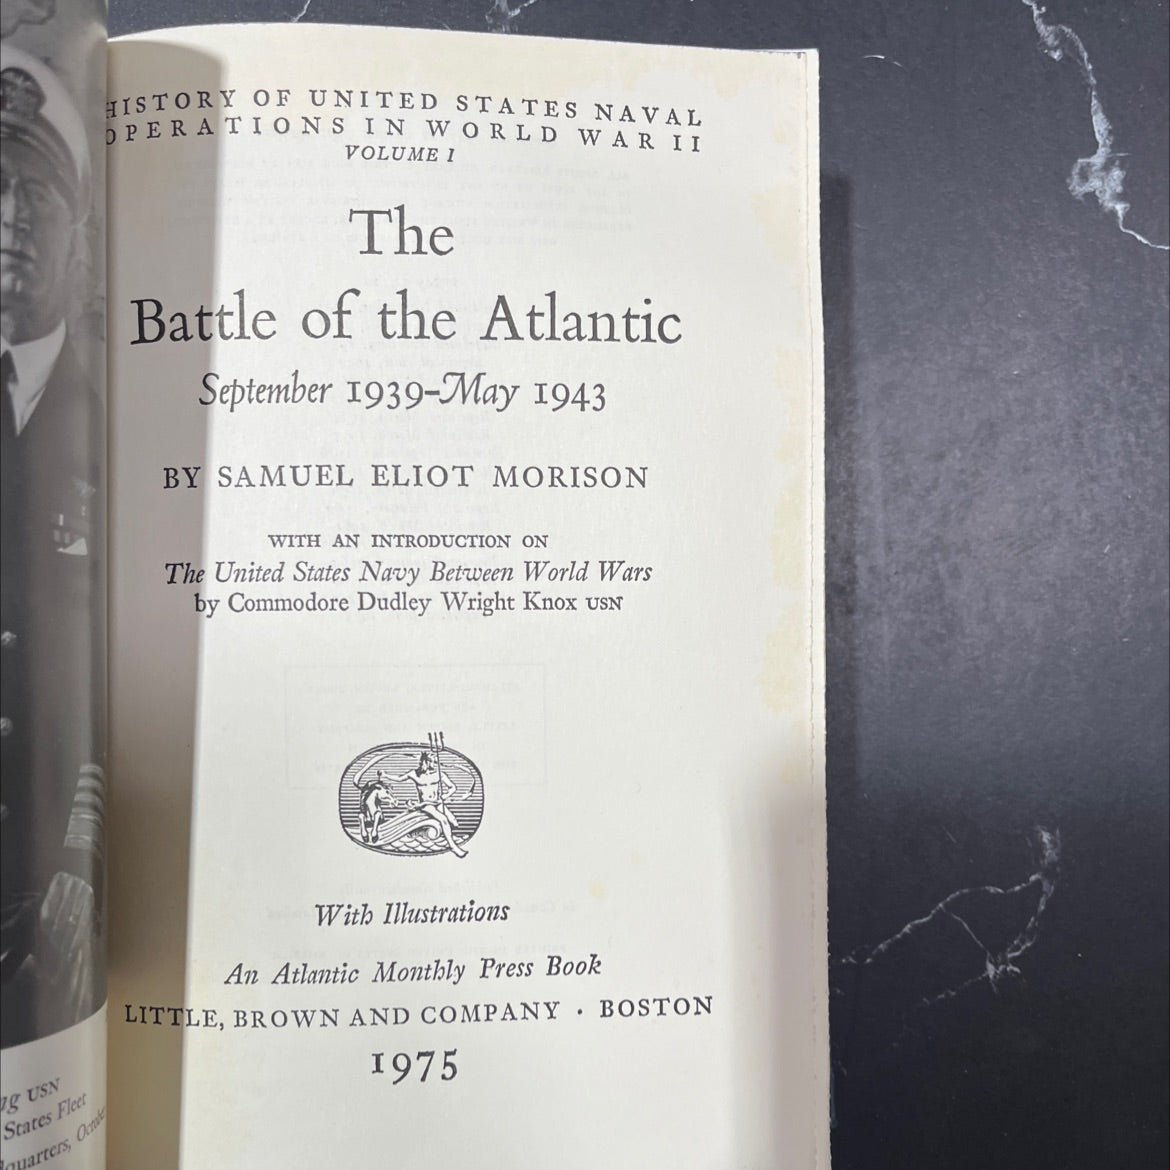 HISTORY OF UNITED STATES NAVAL
OPERATIONS IN WORLD WAR II
VOLUME I
The
Battle of the Atlantic
September 1939–May 1943
BY SAMUEL ELIOT MORISON
WITH AN INTRODUCTION ON
The United States Navy Between World Wars
by Commodore Dudley Wright Knox USN
With Illustrations
An Atlantic Monthly Press Book
LITTLE, BROWN AND COMPANY · BOSTON
1975
USN
States Fleet